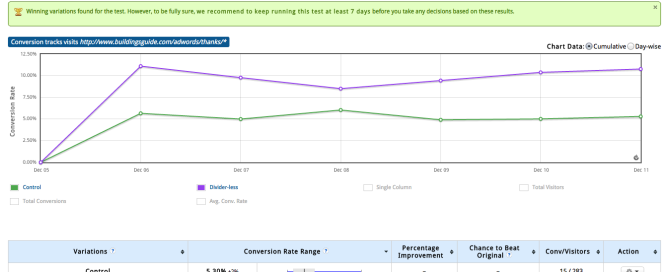 Winning variations found for the test. However, to be fully sure, we recommend to keep running this test at least 7 days before you take any decisions based on these results.
×
Conversion tracks visits http://www.buildingsguide.com/adwords/thanks/*
Chart Data: Cumulative Day-wise
12.50%
10.00%
7.50%
5.00%
2.50%
0.00%
Conversion Rate
Dec 05 Dec 06 Dec 07 Dec 08 Dec 09 Dec 10 Dec 11
Control Divider-less Single Column Total Visitors
Total Conversions Avg. Conv. Rate
Variations ? Conversion Rate Range ? Percentage Improvement ? Chance to Beat Original ? Conv/Visitors Action
Control 5.30% ±2% – – 15 / 283